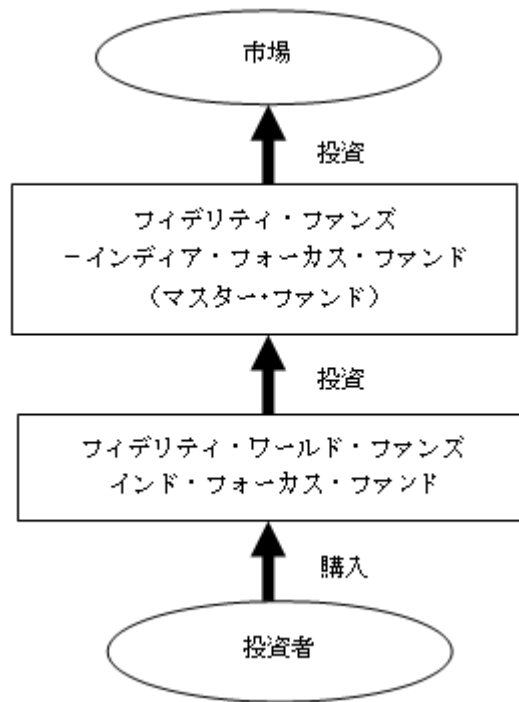 市場
投資
フィデリティ・ファンズ
－インディア・フォーカス・ファンド
（マスター・ファンド）
投資
フィデリティ・ワールド・ファンズ
インド・フォーカス・ファンド
購入
投資者